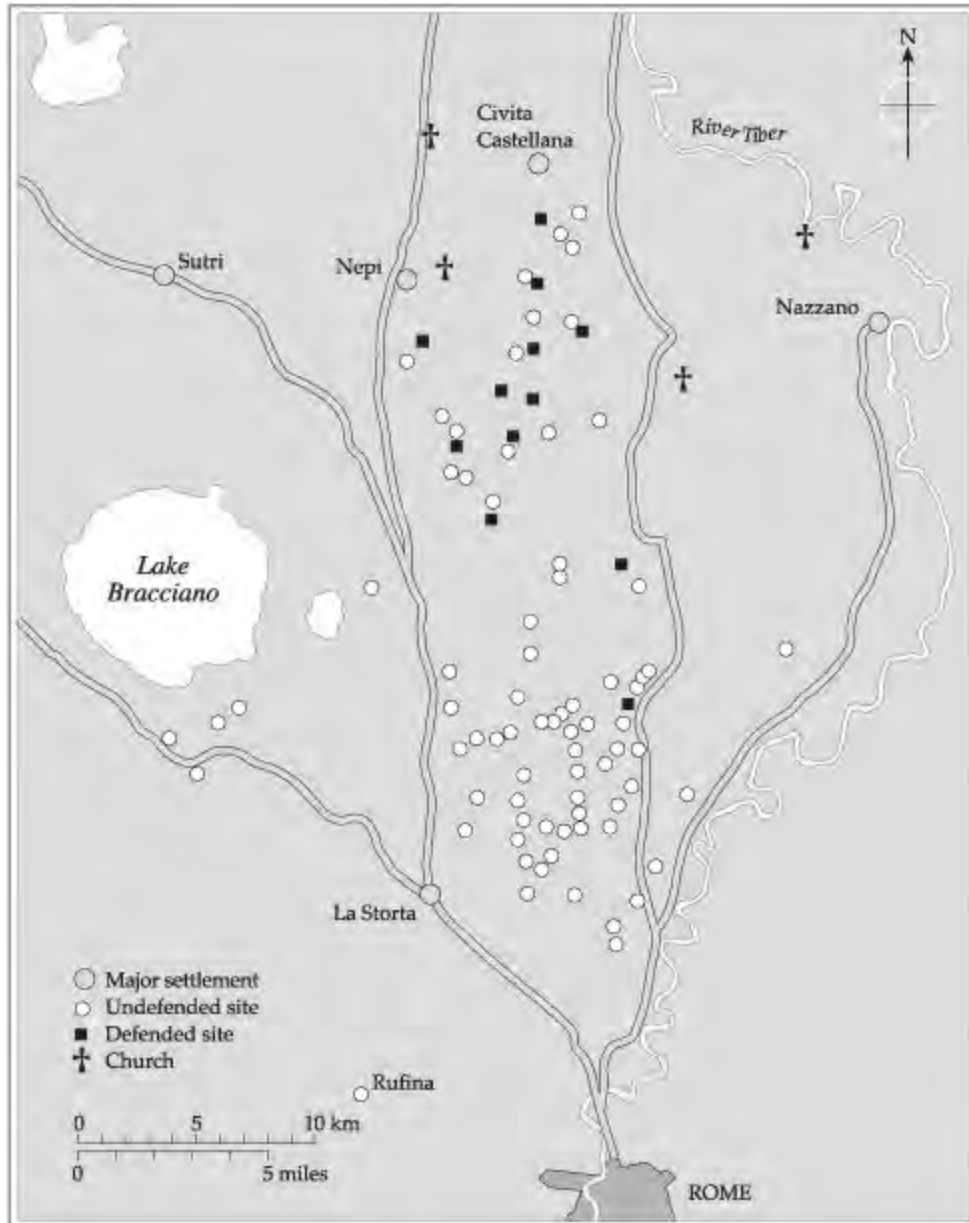 N
Civita
Castellana
River Tiber
Sutri
Nepi
Nazzano
Lake
Bracciano
La Storta
Major settlement
Undefended site
Defended site
Church
Rufina
0 5 10 km
0 5 miles
ROME